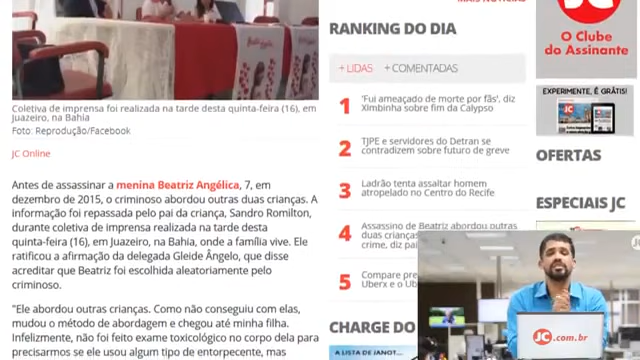 Coletiva de imprensa foi realizada na tarde desta quinta-feira (16), em
Juazeiro, na Bahia
Foto: Reprodução/Facebook
JC Online
Antes de assassinar a menina Beatriz Angélica, 7, em
dezembro de 2015, o criminoso abordou outras duas crianças. A
informação foi repassada pelo pai da criança, Sandro Romilton,
durante coletiva de imprensa realizada na tarde desta
quinta-feira (16), em Juazeiro, na Bahia, onde a família vive. Ele
ratificou a afirmação da delegada Gleide Ângelo, que disse
acreditar que Beatriz foi escolhida aleatoriamente pelo
criminoso.
"Ele abordou outras crianças. Como não conseguiu com elas,
mudou o método de abordagem e chegou até minha filha.
Infelizmente, não foi feito exame toxicológico no corpo dela para
precisarmos se ele usou algum tipo de entorpecente, mas
RANKING DO DIA
+ LIDAS + COMENTADAS
1 'Fui ameaçado de morte por fãs', diz
Ximbinha sobre fim da Calypso
2 TJPE e servidores do Detran se
contradizem sobre futuro de greve
3 Ladrão tenta assaltar homem
atropelado no Centro do Recife
4 Assassino de Beatriz abordou outras
duas crianças
crime, diz pai
5 Compare
Uberx e o
CHARGE DO
A LISTA DE JANOT...
JC
O Clube
do Assinante
EXPERIMENTE, É GRÁTIS!
OFERTAS
ESPECIAIS JC
JC.com.br